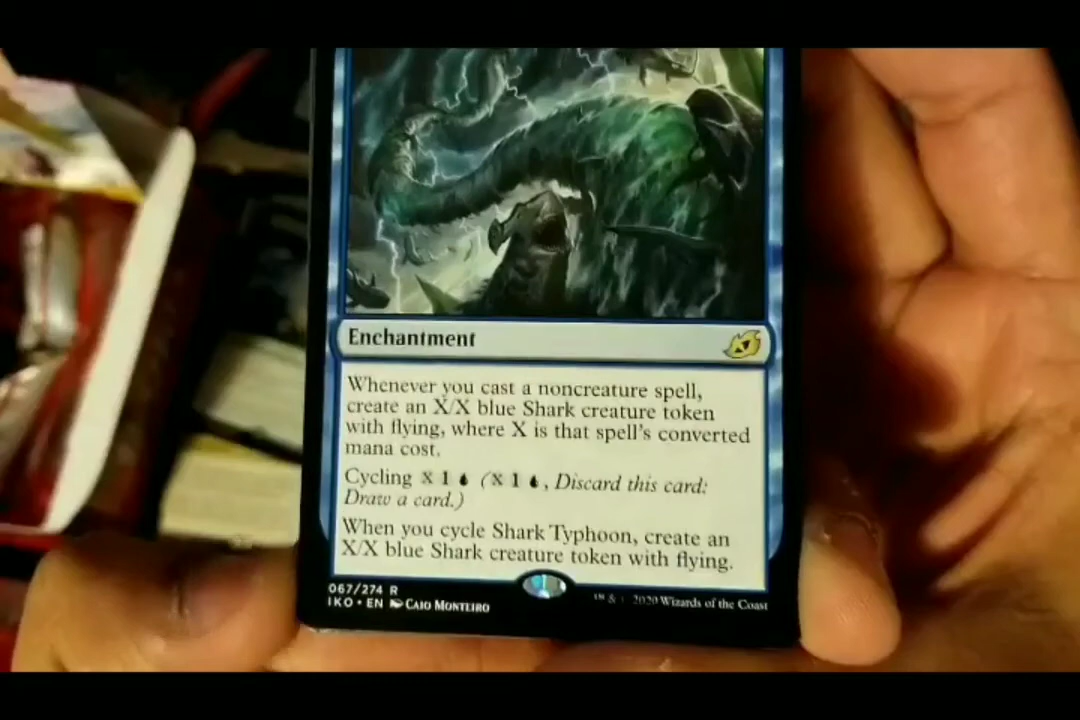 Enchantment
Whenever you cast a noncreature spell,
create an X/X blue Shark creature token
with flying, where X is that spell's converted
mana cost.
Cycling X 1 (X 1 , Discard this card:
Draw a card.)
When you cycle Shark Typhoon, create an
X/X blue Shark creature token with flying.
067/274 R
IKO • EN CAIO MONTEIRO
™ & © 2020 Wizards of the Coast